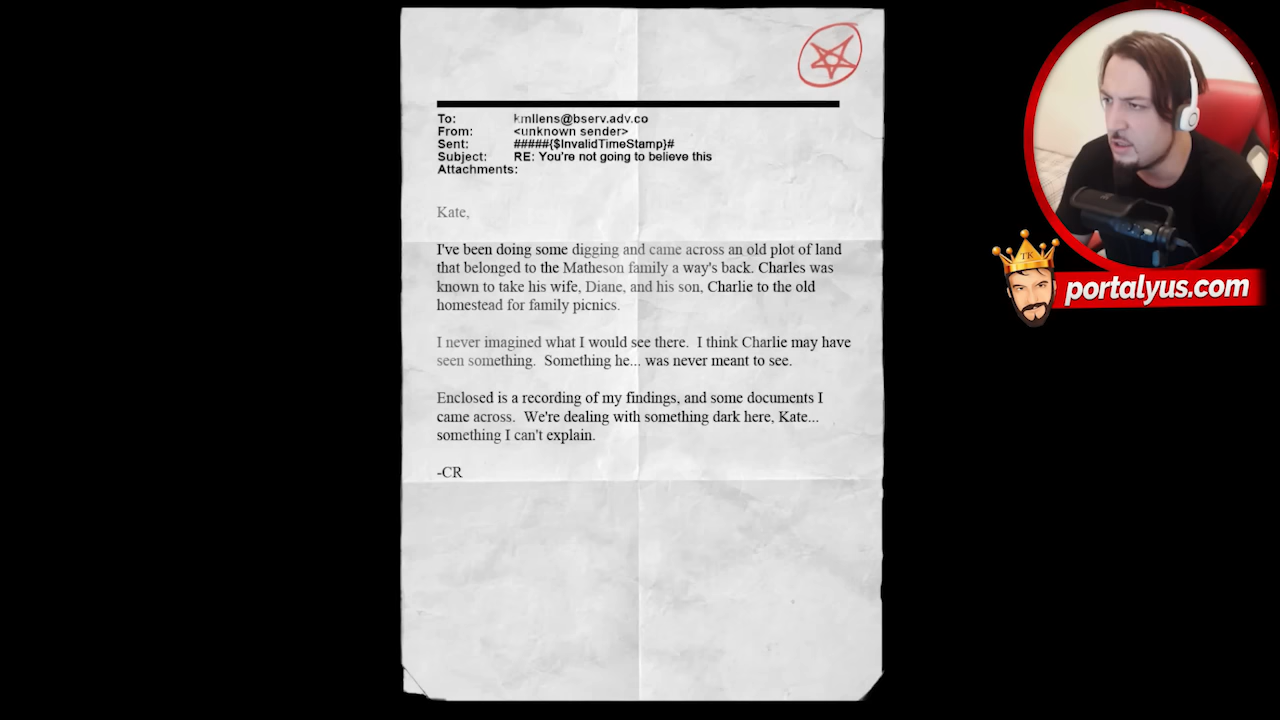 To: kmllens@bserv.adv.co
From: <unknown sender>
Sent: #####{$InvalidTimeStamp}#
Subject: RE: You're not going to believe this
Attachments:
Kate,
I've been doing some digging and came across an old plot of land
that belonged to the Matheson family a way's back. Charles was
known to take his wife, Diane, and his son, Charlie to the old
homestead for family picnics.
I never imagined what I would see there. I think Charlie may have
seen something. Something he... was never meant to see.
Enclosed is a recording of my findings, and some documents I
came across. We're dealing with something dark here, Kate...
something I can't explain.
-CR
TK
portalyus.com